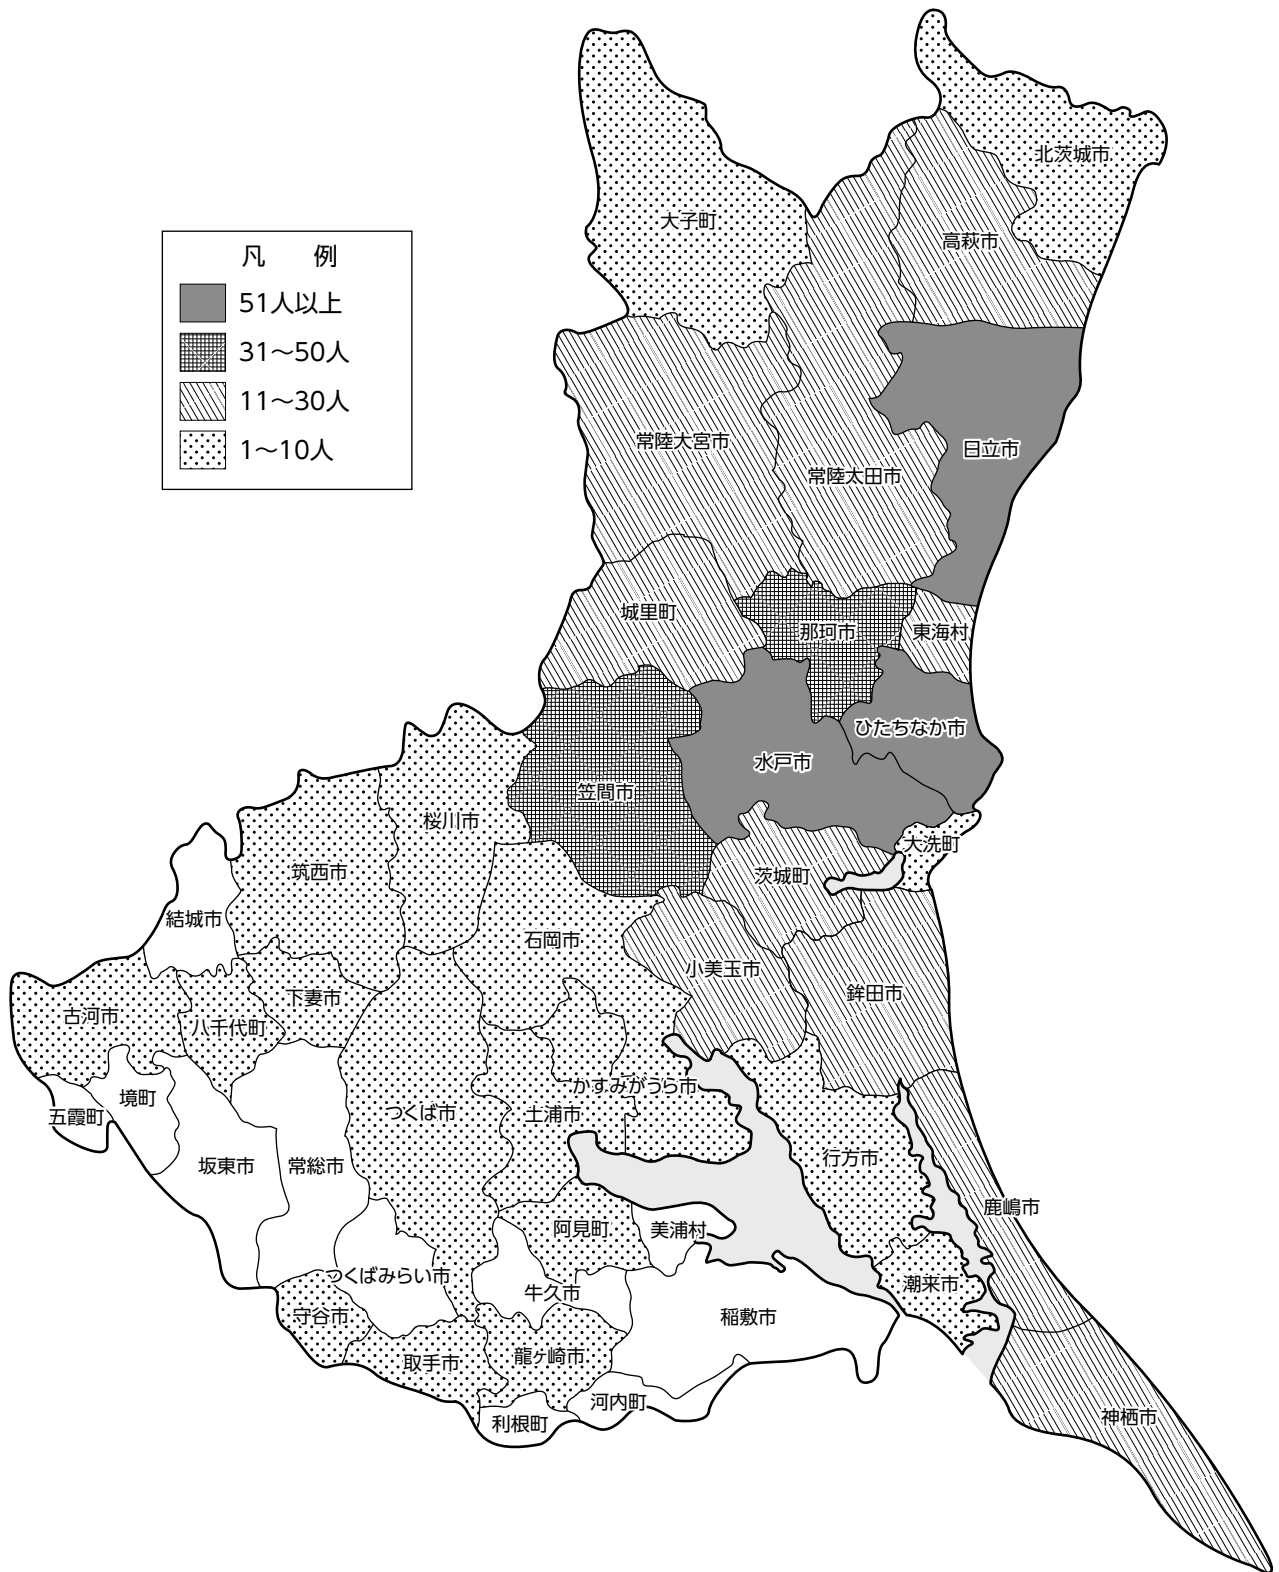 凡　例
51人以上
31～50人
11～30人
1～10人
北茨城市
大子町
高萩市
常陸大宮市
日立市
常陸太田市
城里町
那珂市
東海村
ひたちなか市
水戸市
笠間市
桜川市
大洗町
筑西市
茨城町
結城市
石岡市
小美玉市
鉾田市
下妻市
古河市
八千代町
かすみがうら市
境町
五霞町
つくば市
土浦市
行方市
坂東市
常総市
鹿嶋市
阿見町
美浦村
つくばみらい市
潮来市
牛久市
守谷市
稲敷市
龍ヶ崎市
取手市
河内町
神栖市
利根町